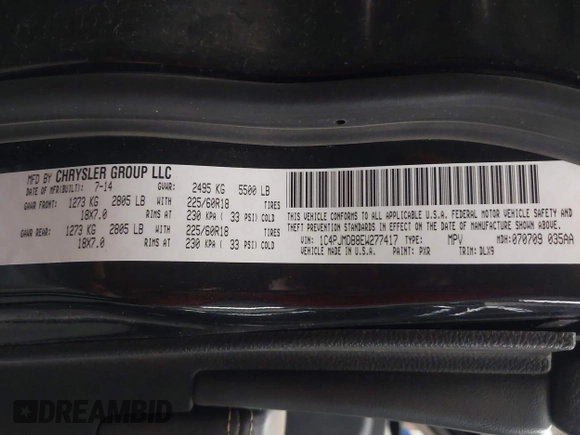 MFD BY CHRYSLER GROUP LLC
DATE OF MFR(BUILT): 7-14 GVWR: 2495 KG 5500 LB
GAWR FRONT: 1273 KG 2805 LB WITH 225/60R18 TIRES
18X7.0 RIMS AT 230 KPA ( 33 PSI) COLD
GAWR REAR: 1273 KG 2805 LB WITH 225/60R18 TIRES
18X7.0 RIMS AT 230 KPA ( 33 PSI) COLD
THIS VEHICLE CONFORMS TO ALL APPLICABLE U.S.A. FEDERAL MOTOR VEHICLE SAFETY AND
THEFT PREVENTION STANDARDS IN EFFECT ON THE DATE OF MANUFACTURE SHOWN ABOVE.
VIN: 1C4PJMDB8EW277417 TYPE: MPV MDH: 070709 035AA
VEHICLE MADE IN U.S.A. PAINT: PXR TRIM: DLX9
DREAMBID